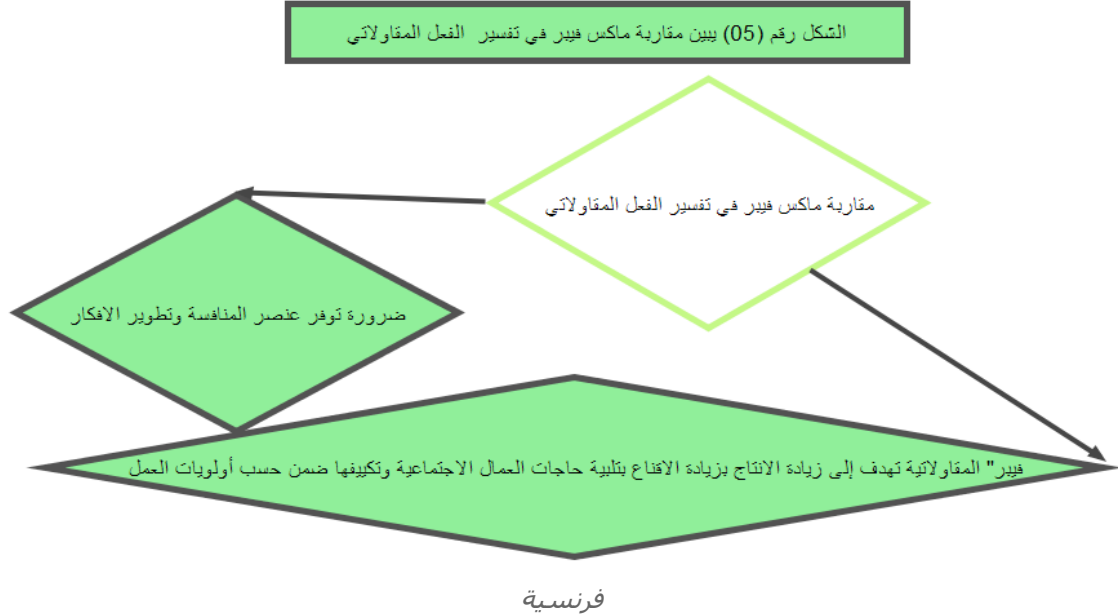 الشكل رقم (05) يبين مقاربة ماكس فيبر في تفسير الفعل المقاولاتي
مقاربة ماكس فيبر في تفسير الفعل المقاولاتي
ضرورة توفر عنصر المنافسة وتطوير الافكار
فيبر" المقاولاتية تهدف إلى زيادة الانتاج بزيادة الاقناع بتلبية حاجات العمال الاجتماعية وتكييفها ضمن حسب أولويات العمل
فرنسية